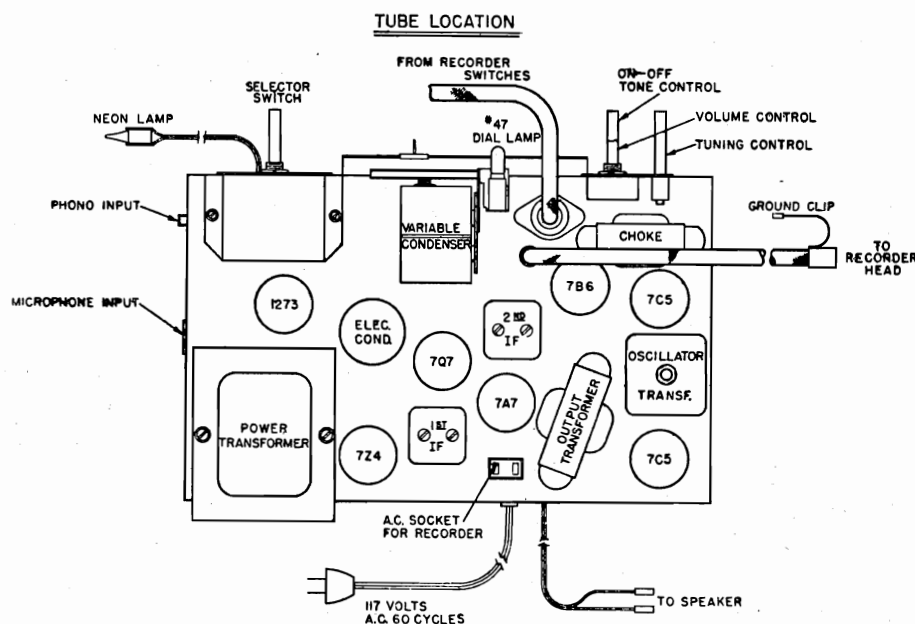 TUBE LOCATION
FROM RECORDER
SWITCHES
ON-OFF
TONE CONTROL
SELECTOR
SWITCH
VOLUME CONTROL
NEON LAMP
#47
DIAL LAMP
TUNING CONTROL
PHONO INPUT
GROUND CLIP
VARIABLE
CONDENSER
CHOKE
TO
RECORDER
HEAD
MICROPHONE INPUT
1273
7B6
7C5
ELEC.
COND.
2ND
IF
7Q7
OSCILLATOR
TRANSF.
7A7
OUTPUT
TRANSFORMER
POWER
TRANSFORMER
1ST
IF
7Z4
7C5
A.C. SOCKET
FOR RECORDER
117 VOLTS
A.C. 60 CYCLES
TO SPEAKER